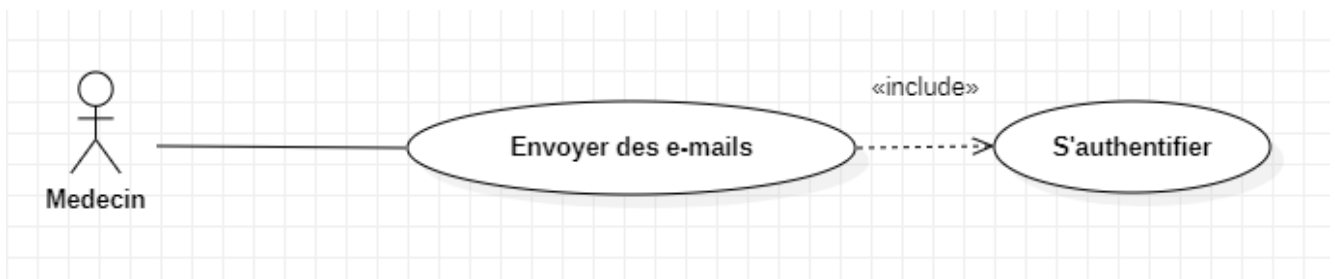 «include»
Envoyer des e-mails
S'authentifier
Medecin